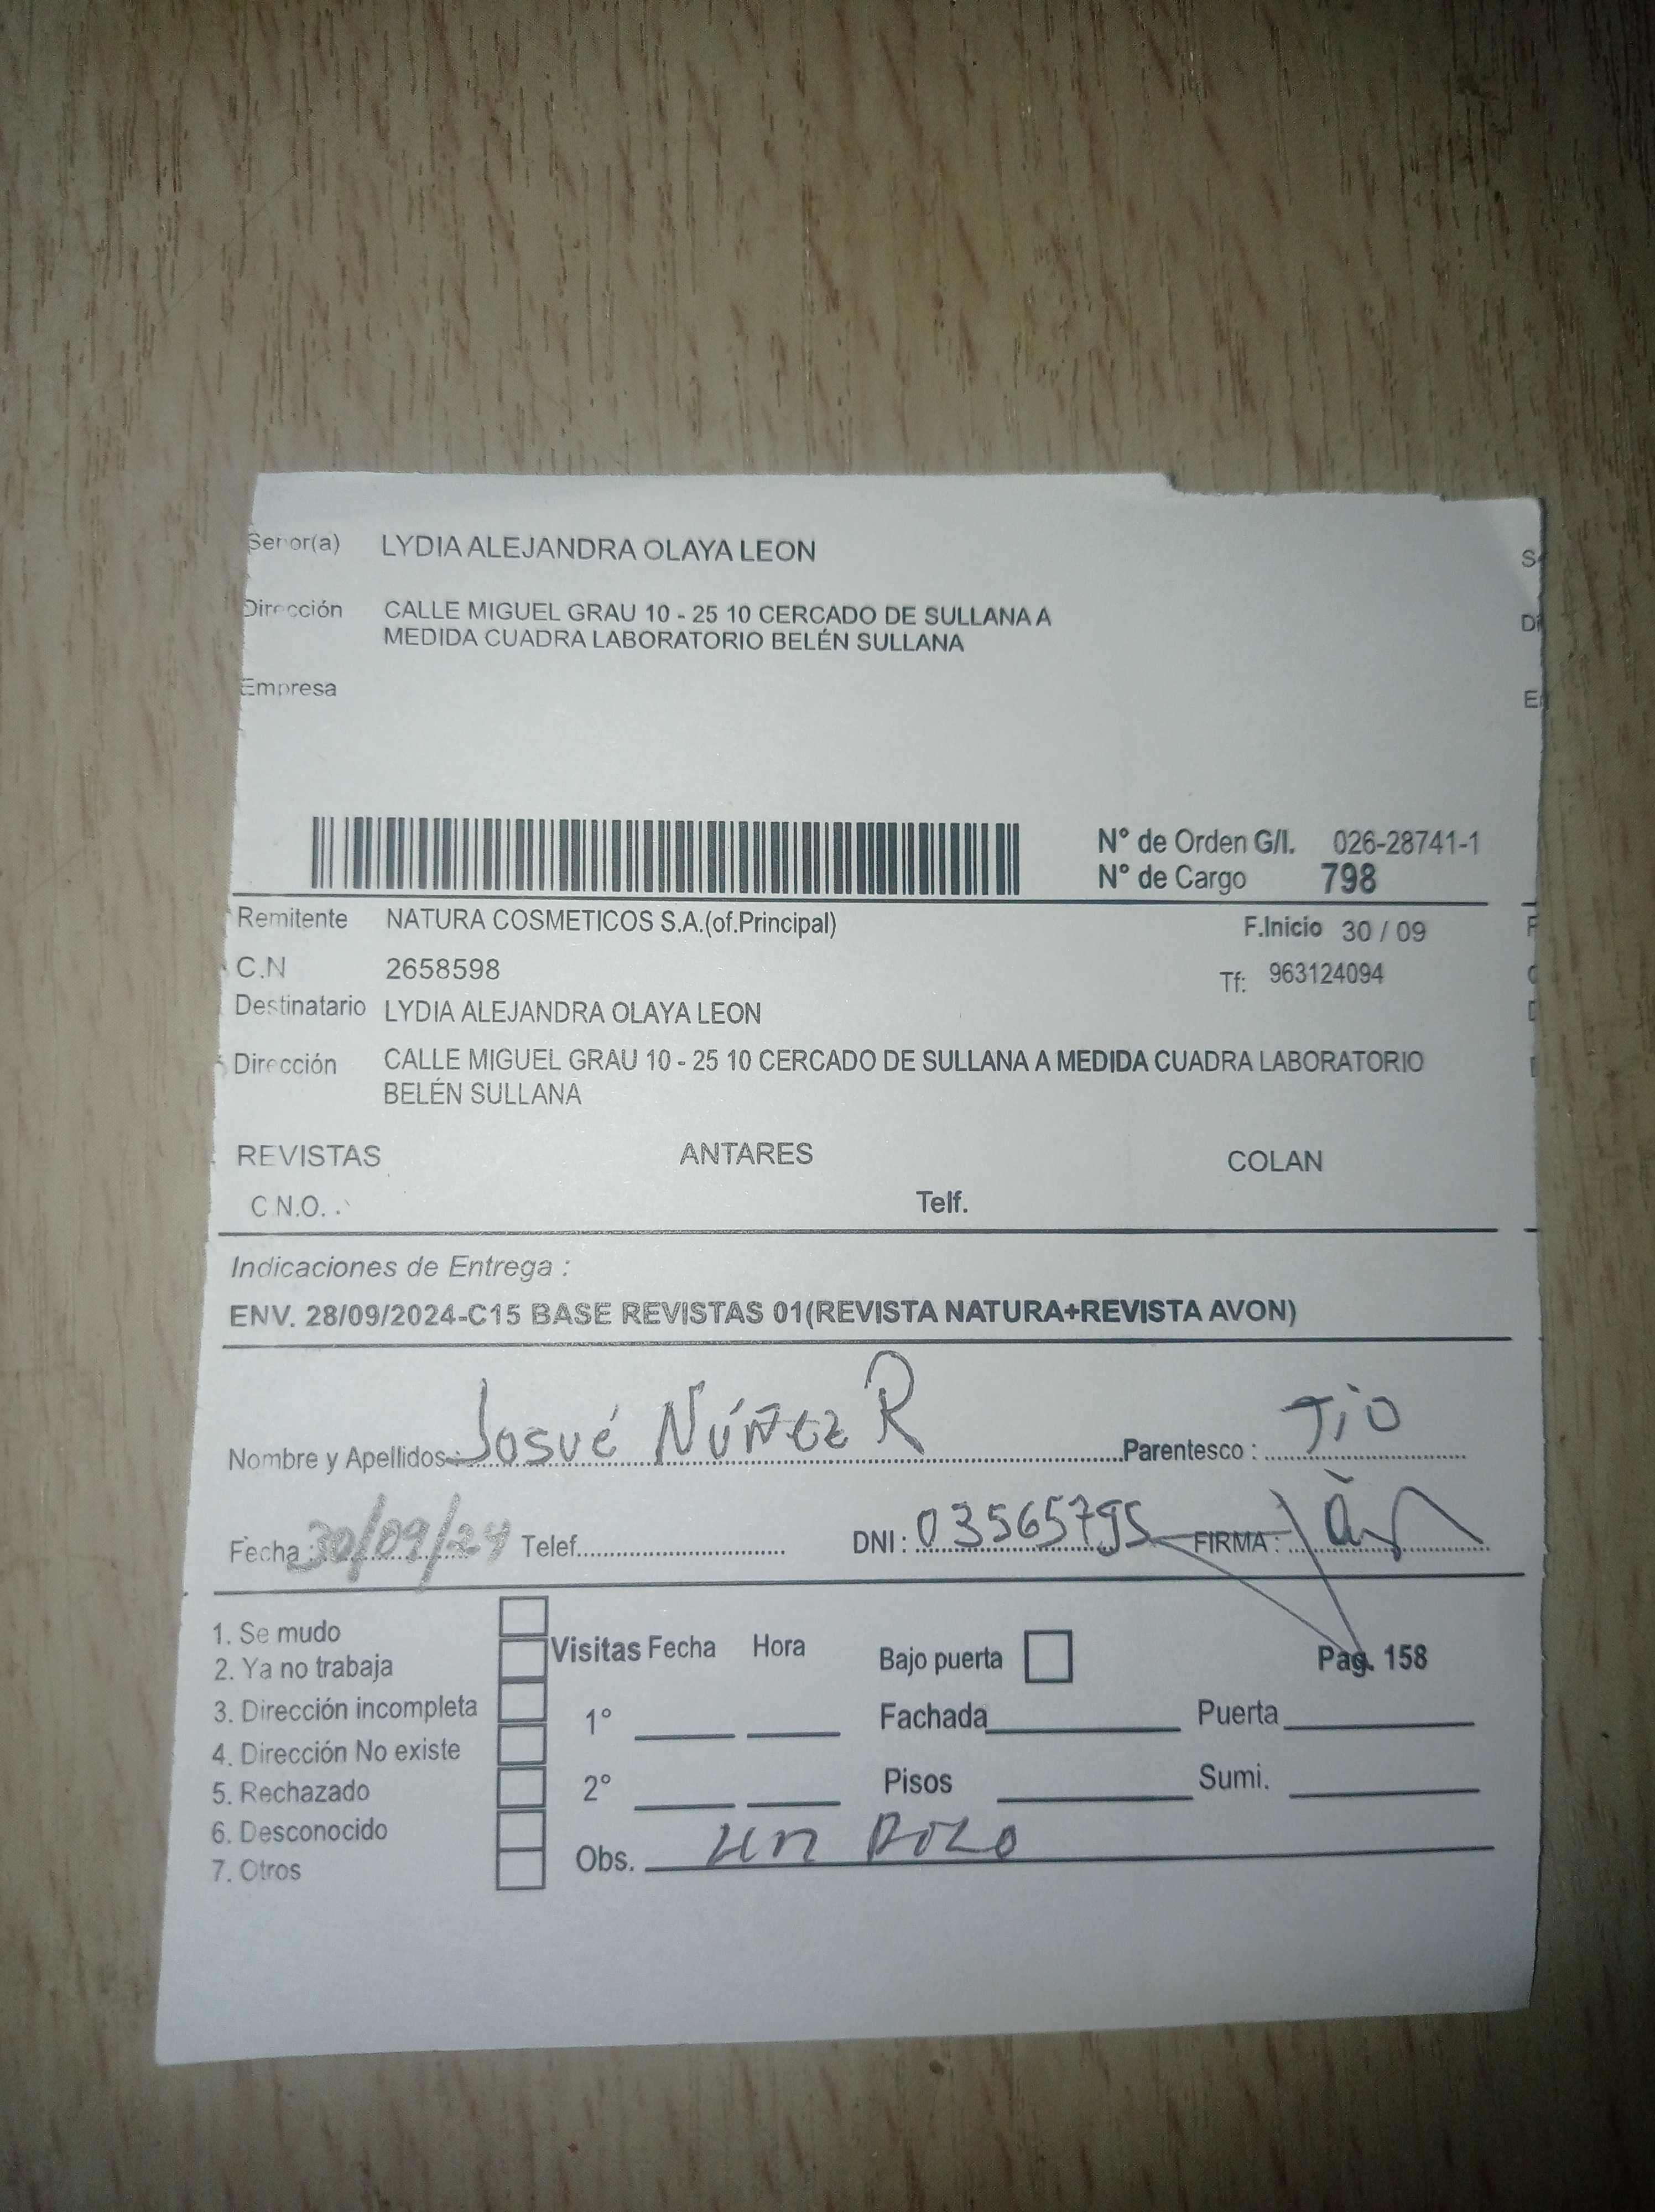 Señor(a) LYDIA ALEJANDRA OLAYA LEON
Dirección CALLE MIGUEL GRAU 10 - 25 10 CERCADO DE SULLANA A
MEDIDA CUADRA LABORATORIO BELÉN SULLANA
Empresa
N° de Orden G/I. 026-28741-1
N° de Cargo 798
Remitente NATURA COSMETICOS S.A.(of.Principal) F.Inicio 30 / 09
C.N 2658598 Tf: 963124094
Destinatario LYDIA ALEJANDRA OLAYA LEON
Dirección CALLE MIGUEL GRAU 10 - 25 10 CERCADO DE SULLANA A MEDIDA CUADRA LABORATORIO
BELÉN SULLANA
REVISTAS ANTARES COLAN
C.N.O. . Telf.
Indicaciones de Entrega :
ENV. 28/09/2024-C15 BASE REVISTAS 01(REVISTA NATURA+REVISTA AVON)
Nombre y Apellidos: Josué Núñez R Parentesco : Tio
Fecha: 30/09/24 Telef. DNI : 03565795 FIRMA :
1. Se mudo
2. Ya no trabaja
3. Dirección incompleta
4. Dirección No existe
5. Rechazado
6. Desconocido
7. Otros
Visitas Fecha Hora Bajo puerta Pag. 158
1° Fachada Puerta
2° Pisos Sumi.
Obs. un